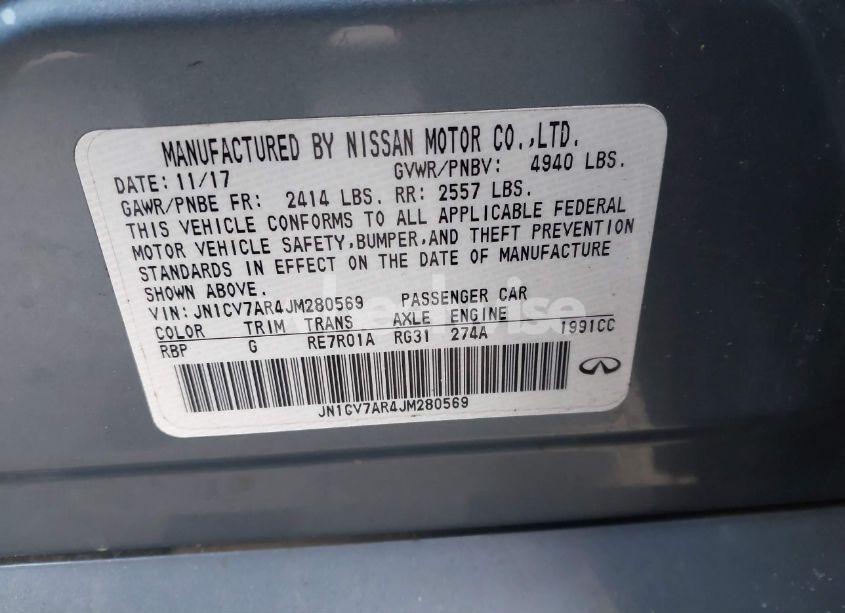 MANUFACTURED BY NISSAN MOTOR CO.,LTD.
DATE: 11/17 GVWR/PNBV: 4940 LBS.
GAWR/PNBE FR: 2414 LBS. RR: 2557 LBS.
THIS VEHICLE CONFORMS TO ALL APPLICABLE FEDERAL
MOTOR VEHICLE SAFETY,BUMPER,AND THEFT PREVENTION
STANDARDS IN EFFECT ON THE DATE OF MANUFACTURE
SHOWN ABOVE.
VIN: JN1CV7AR4JM280569 PASSENGER CAR
COLOR TRIM TRANS AXLE ENGINE
RBP G RE7R01A RG31 274A 1991CC
JN1CV7AR4JM280569